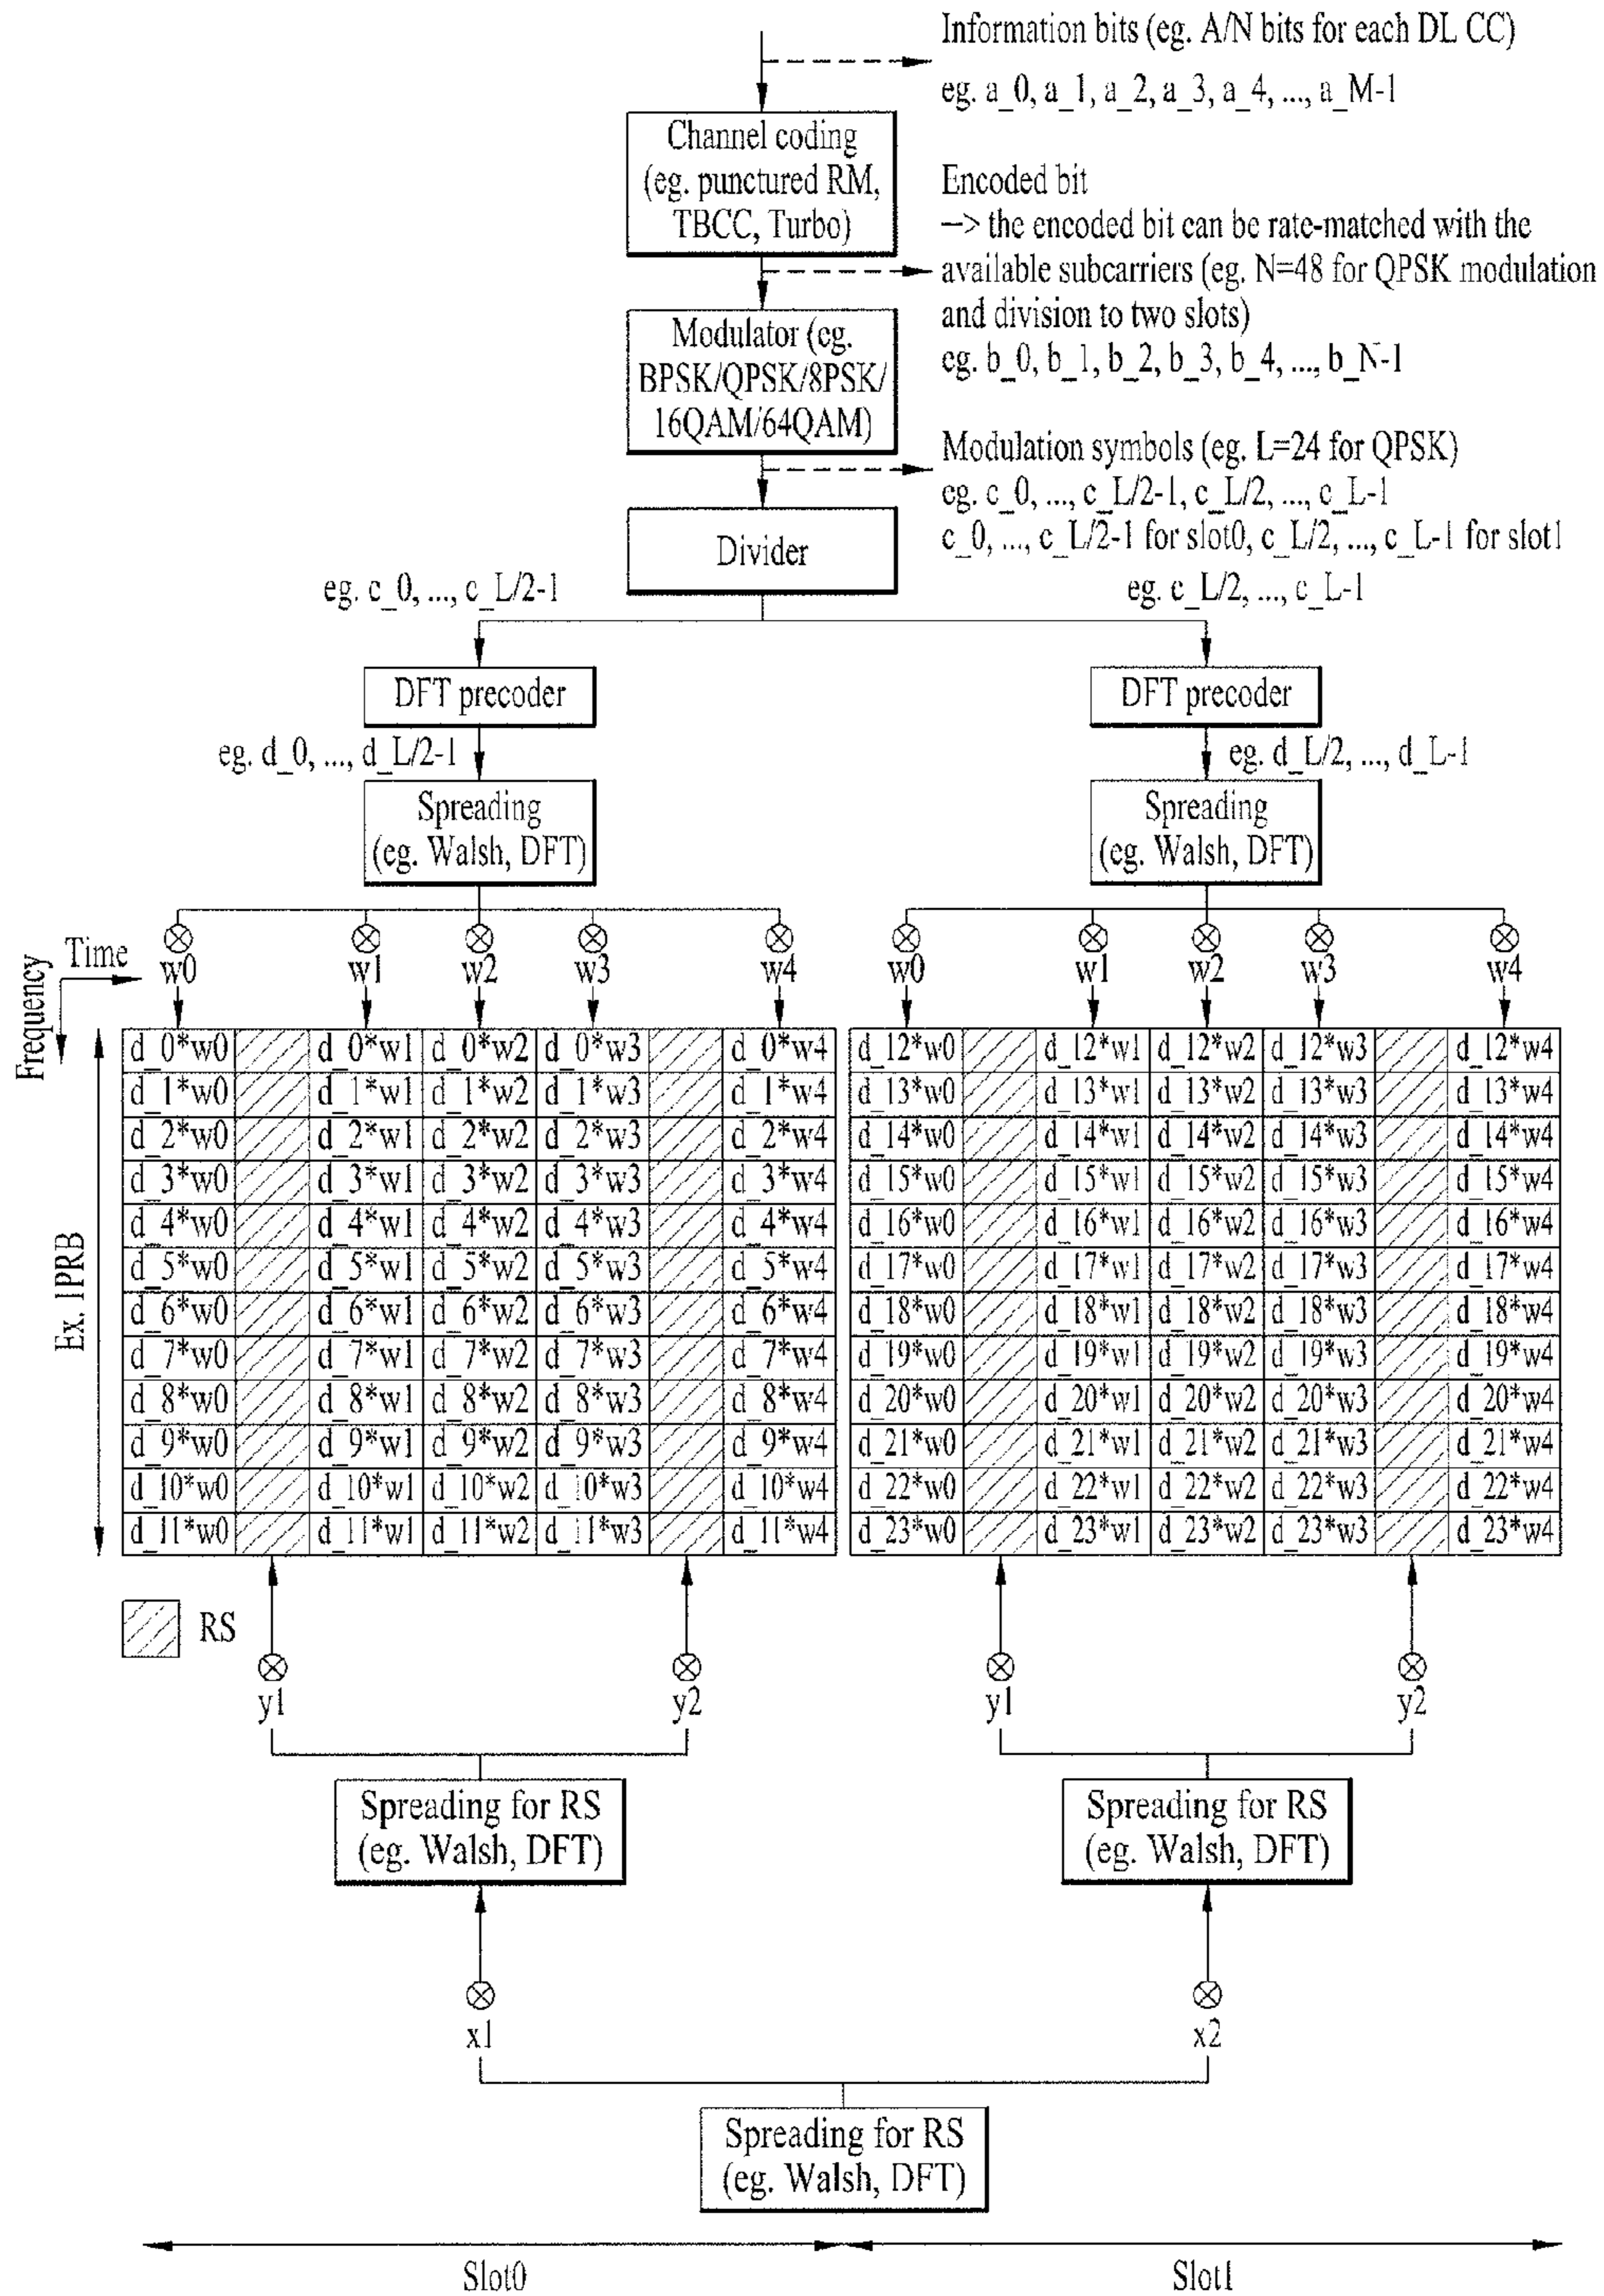 Information bits (eg. A/N bits for each DL CC)
eg. a_0, a_1, a_2, a_3, a_4, ..., a_M-1
Channel coding
(eg. punctured RM,
TBCC, Turbo)
Encoded bit
—> the encoded bit can be rate-matched with the
available subcarriers (eg. N=48 for QPSK modulation
and division to two slots)
eg. b_0, b_1, b_2, b_3, b_4, ..., b_N-1
Modulator (eg.
BPSK/QPSK/8PSK/
16QAM/64QAM)
Modulation symbols (eg. L=24 for QPSK)
eg. c_0, ..., c_L/2-1, c_L/2, ..., c_L-1
c_0, ..., c_L/2-1 for slot0, c_L/2, ..., c_L-1 for slot1
Divider
eg. c_0, ..., c_L/2-1
eg. c_L/2, ..., c_L-1
DFT precoder
DFT precoder
eg. d_0, ..., d_L/2-1
eg. d_L/2, ..., d_L-1
Spreading
(eg. Walsh, DFT)
Spreading
(eg. Walsh, DFT)
Time
Frequency
w0 w1 w2 w3 w4 w0 w1 w2 w3 w4
Ex. 1PRB
d_0*w0 d_0*w1 d_0*w2 d_0*w3 d_0*w4 d_12*w0 d_12*w1 d_12*w2 d_12*w3 d_12*w4
d_1*w0 d_1*w1 d_1*w2 d_1*w3 d_1*w4 d_13*w0 d_13*w1 d_13*w2 d_13*w3 d_13*w4
d_2*w0 d_2*w1 d_2*w2 d_2*w3 d_2*w4 d_14*w0 d_14*w1 d_14*w2 d_14*w3 d_14*w4
d_3*w0 d_3*w1 d_3*w2 d_3*w3 d_3*w4 d_15*w0 d_15*w1 d_15*w2 d_15*w3 d_15*w4
d_4*w0 d_4*w1 d_4*w2 d_4*w3 d_4*w4 d_16*w0 d_16*w1 d_16*w2 d_16*w3 d_16*w4
d_5*w0 d_5*w1 d_5*w2 d_5*w3 d_5*w4 d_17*w0 d_17*w1 d_17*w2 d_17*w3 d_17*w4
d_6*w0 d_6*w1 d_6*w2 d_6*w3 d_6*w4 d_18*w0 d_18*w1 d_18*w2 d_18*w3 d_18*w4
d_7*w0 d_7*w1 d_7*w2 d_7*w3 d_7*w4 d_19*w0 d_19*w1 d_19*w2 d_19*w3 d_19*w4
d_8*w0 d_8*w1 d_8*w2 d_8*w3 d_8*w4 d_20*w0 d_20*w1 d_20*w2 d_20*w3 d_20*w4
d_9*w0 d_9*w1 d_9*w2 d_9*w3 d_9*w4 d_21*w0 d_21*w1 d_21*w2 d_21*w3 d_21*w4
d_10*w0 d_10*w1 d_10*w2 d_10*w3 d_10*w4 d_22*w0 d_22*w1 d_22*w2 d_22*w3 d_22*w4
d_11*w0 d_11*w1 d_11*w2 d_11*w3 d_11*w4 d_23*w0 d_23*w1 d_23*w2 d_23*w3 d_23*w4
RS
y1 y2 y1 y2
Spreading for RS
(eg. Walsh, DFT)
Spreading for RS
(eg. Walsh, DFT)
x1 x2
Spreading for RS
(eg. Walsh, DFT)
Slot0 Slot1